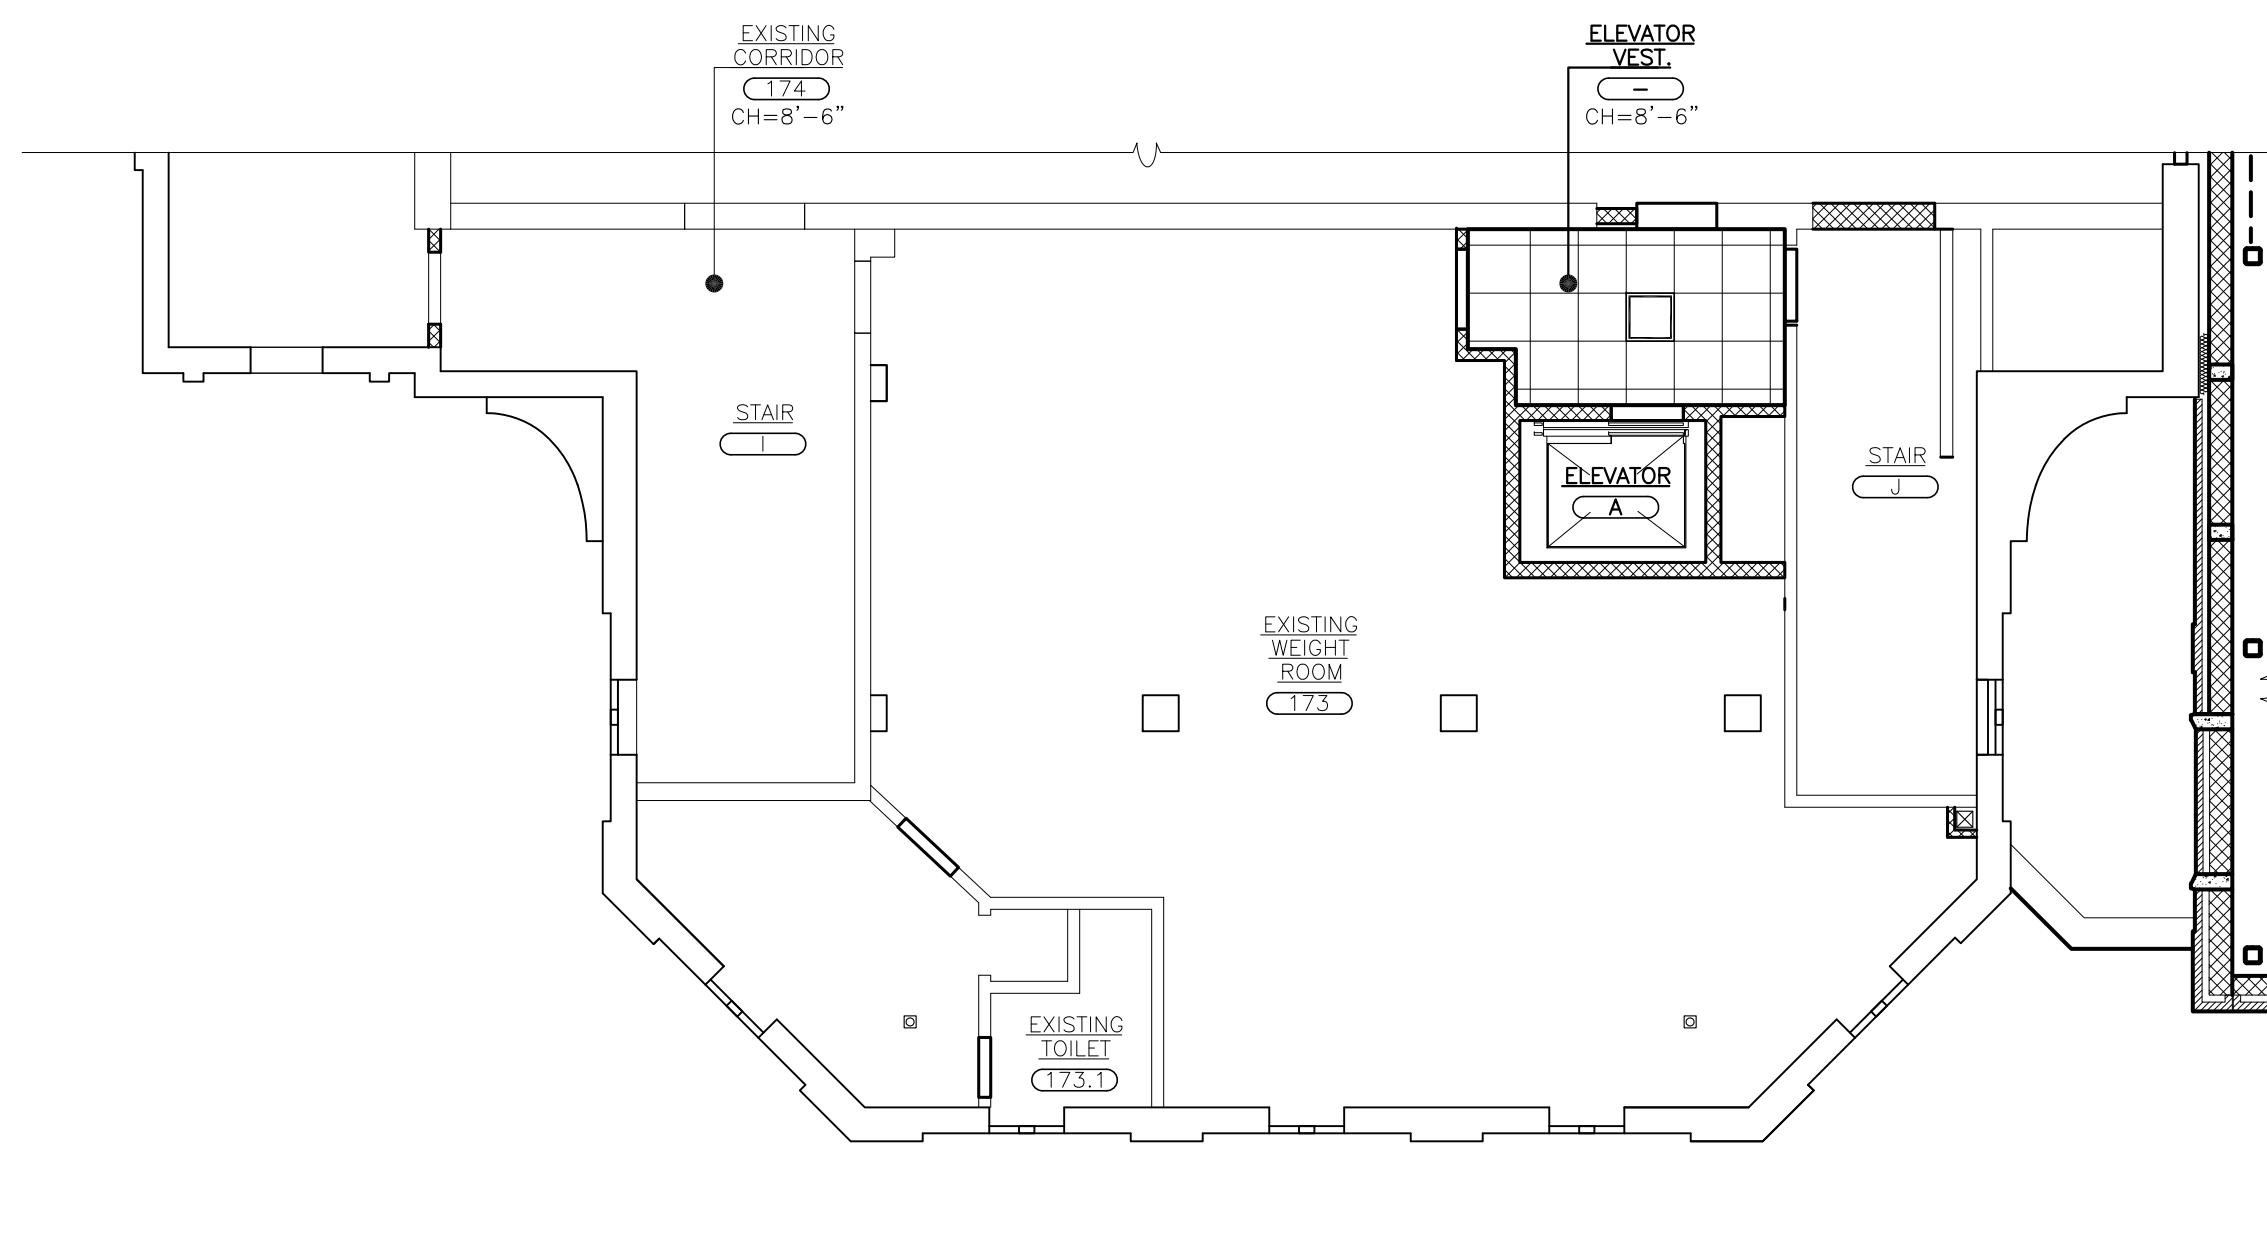 EXISTING
CORRIDOR
174
CH=8'-6"
ELEVATOR
VEST.
-
CH=8'-6"
STAIR
I
ELEVATOR
A
STAIR
J
EXISTING
WEIGHT
ROOM
173
EXISTING
TOILET
173.1